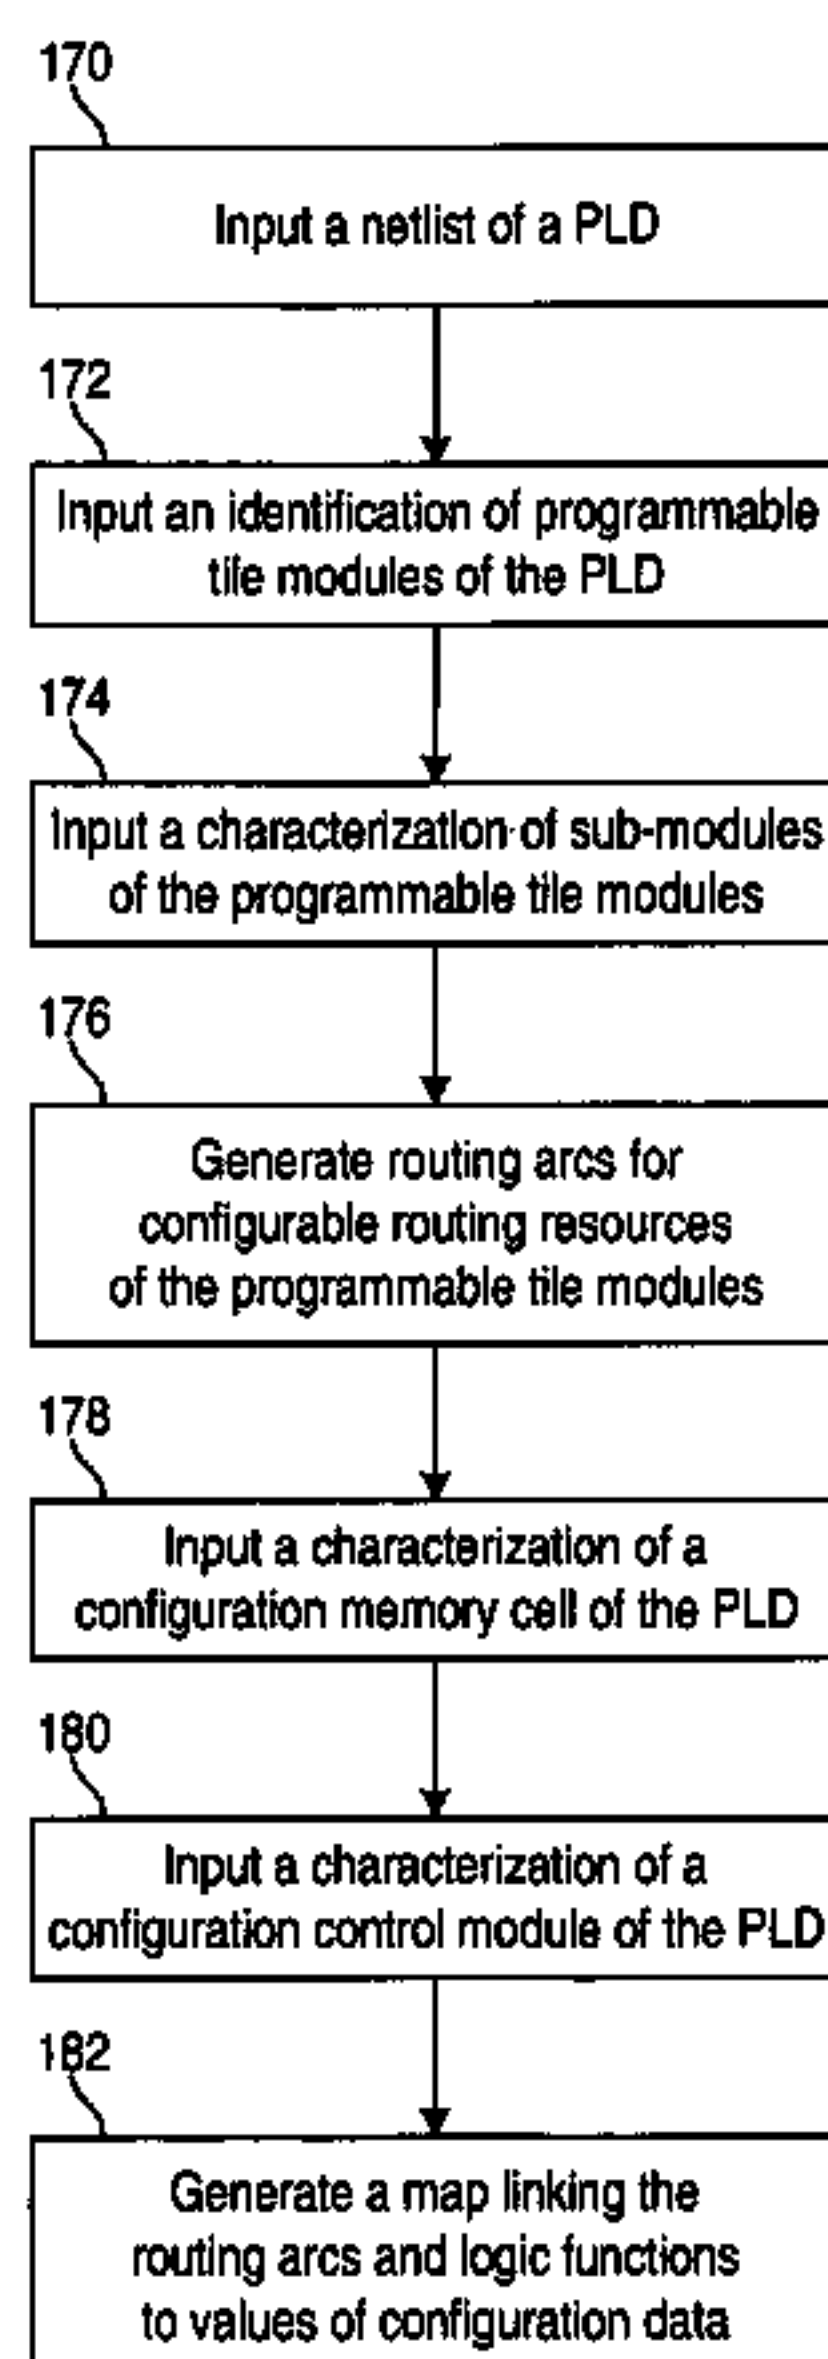 170
Input a netlist of a PLD
172
Input an identification of programmable
tile modules of the PLD
174
Input a characterization of sub-modules
of the programmable tile modules
176
Generate routing arcs for
configurable routing resources
of the programmable tile modules
178
Input a characterization of a
configuration memory cell of the PLD
180
Input a characterization of a
configuration control module of the PLD
182
Generate a map linking the
routing arcs and logic functions
to values of configuration data